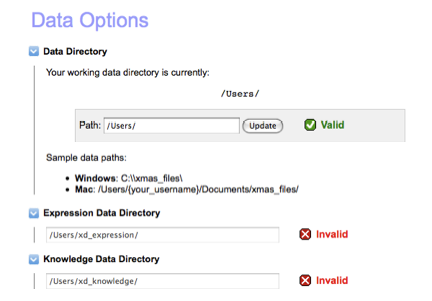 Data Options
Data Directory
Your working data directory is currently:
/Users/
Path: /Users/ Update Valid
Sample data paths:
• Windows: C:\\xmas_files\
• Mac: /Users/{your_username}/Documents/xmas_files/
Expression Data Directory
/Users/xd_expression/ Invalid
Knowledge Data Directory
/Users/xd_knowledge/ Invalid